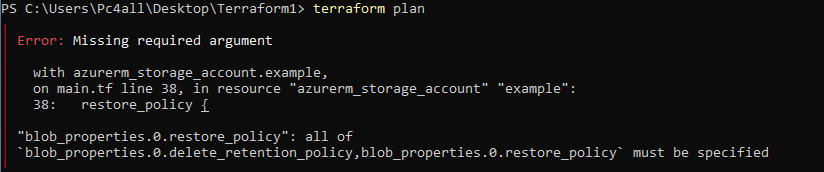 PS C:\Users\Pc4all\Desktop\Terraform1> terraform plan
Error: Missing required argument
with azurerm_storage_account.example,
on main.tf line 38, in resource "azurerm_storage_account" "example":
38:   restore_policy {
"blob_properties.0.restore_policy": all of
`blob_properties.0.delete_retention_policy,blob_properties.0.restore_policy` must be specified